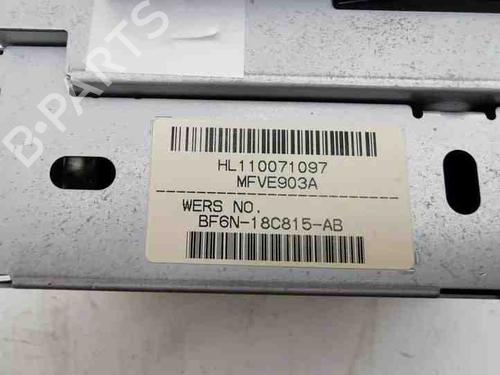 B-PARTS
HL110071097
MFVE903A
WERS NO.
BF6N-18C815-AB